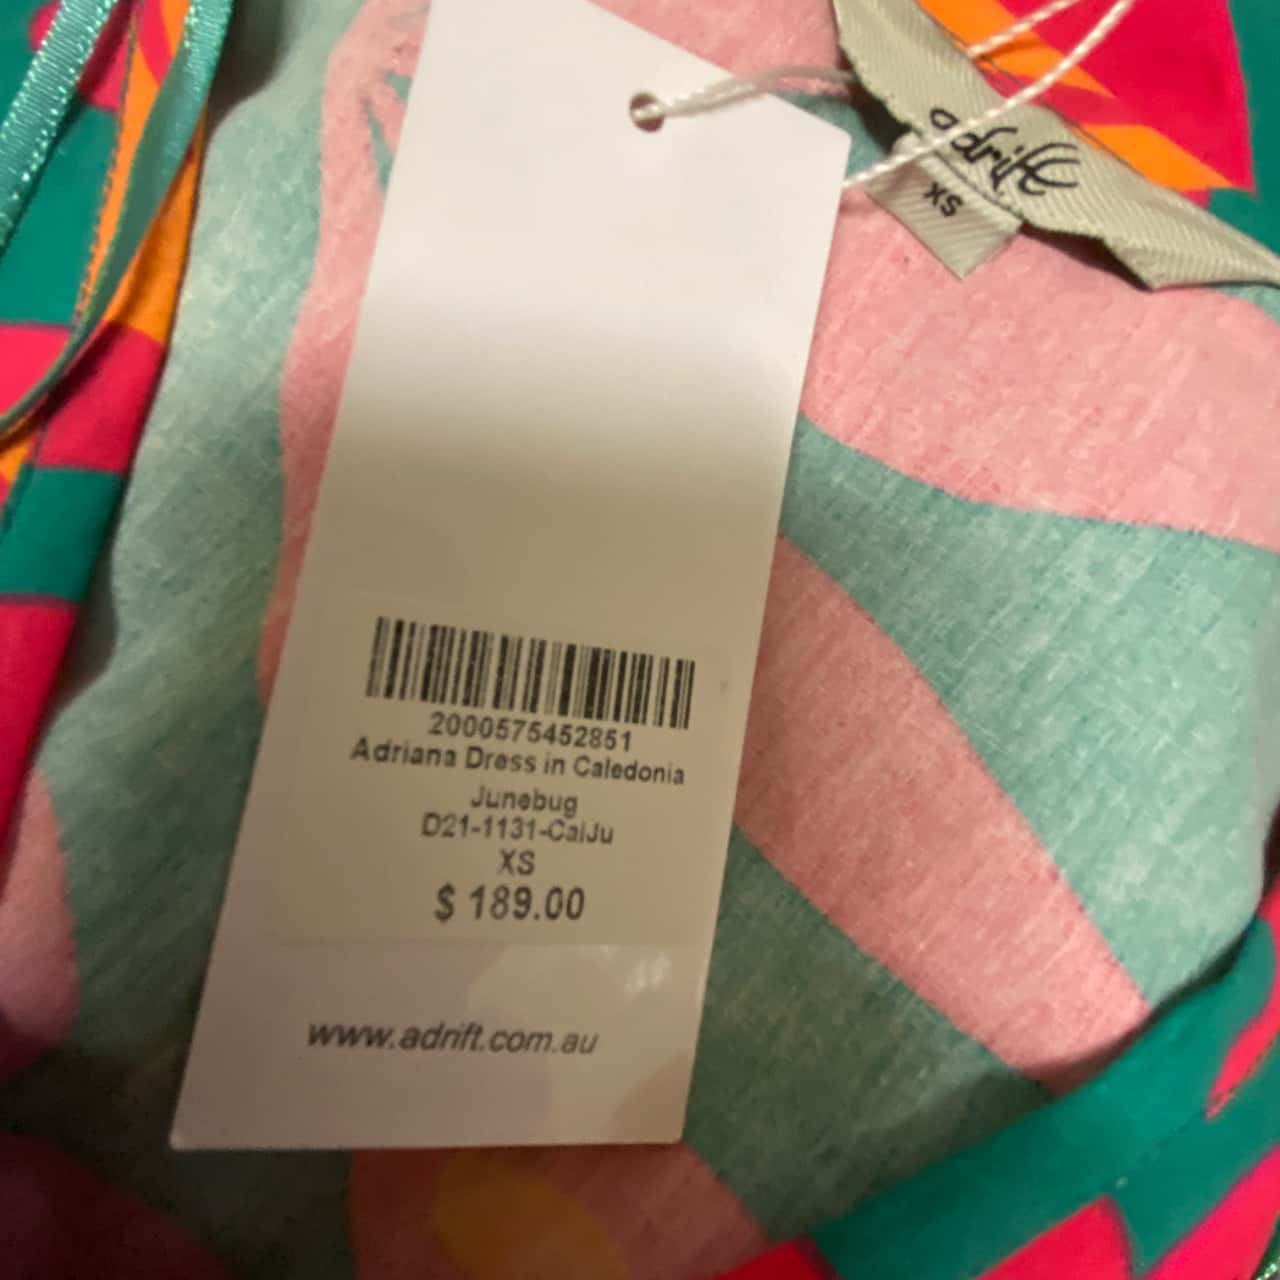 adrift
XS
2000575452851
Adriana Dress in Caledonia
Junebug
D21-1131-CalJu
XS
$ 189.00
www.adrift.com.au